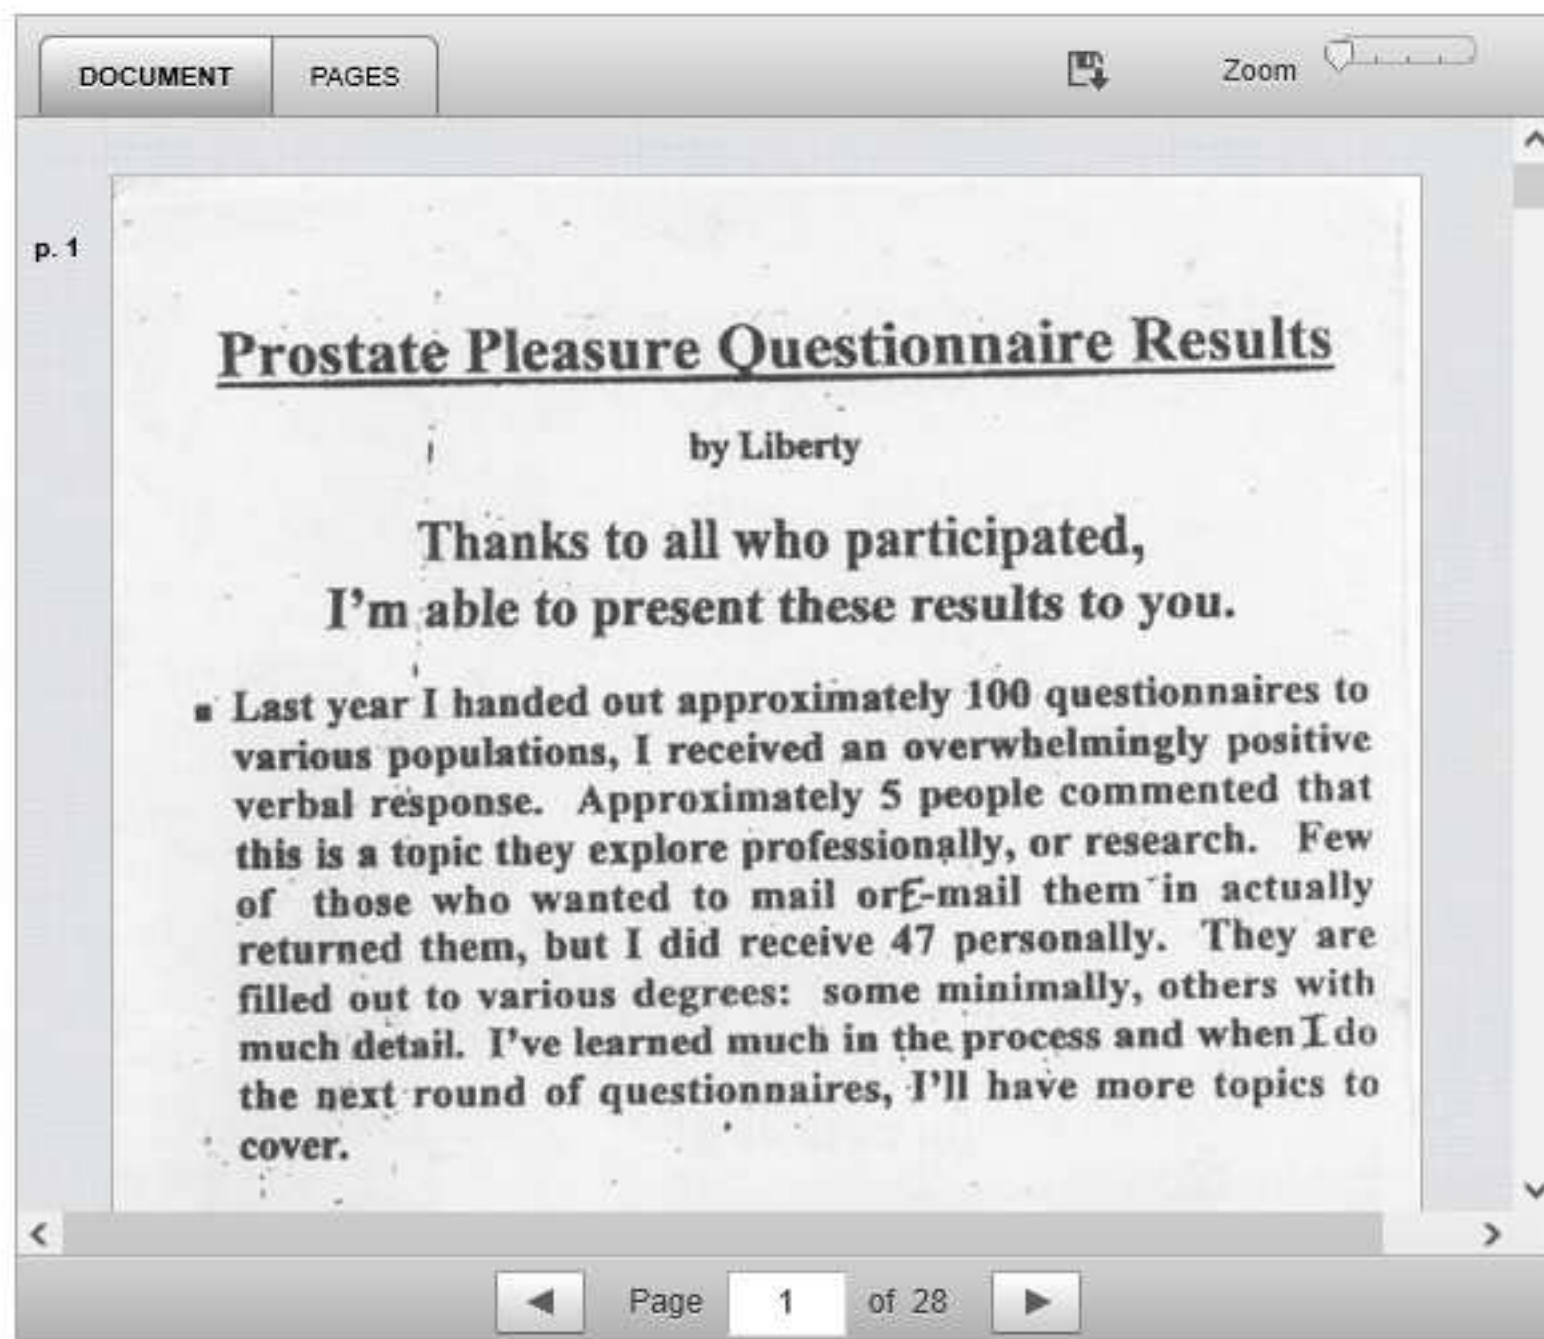 DOCUMENT PAGES Zoom
p. 1
Prostate Pleasure Questionnaire Results
by Liberty
Thanks to all who participated,
I'm able to present these results to you.
▪ Last year I handed out approximately 100 questionnaires to
various populations, I received an overwhelmingly positive
verbal response. Approximately 5 people commented that
this is a topic they explore professionally, or research. Few
of those who wanted to mail or E-mail them in actually
returned them, but I did receive 47 personally. They are
filled out to various degrees: some minimally, others with
much detail. I've learned much in the process and when I do
the next round of questionnaires, I'll have more topics to
cover.
Page 1 of 28